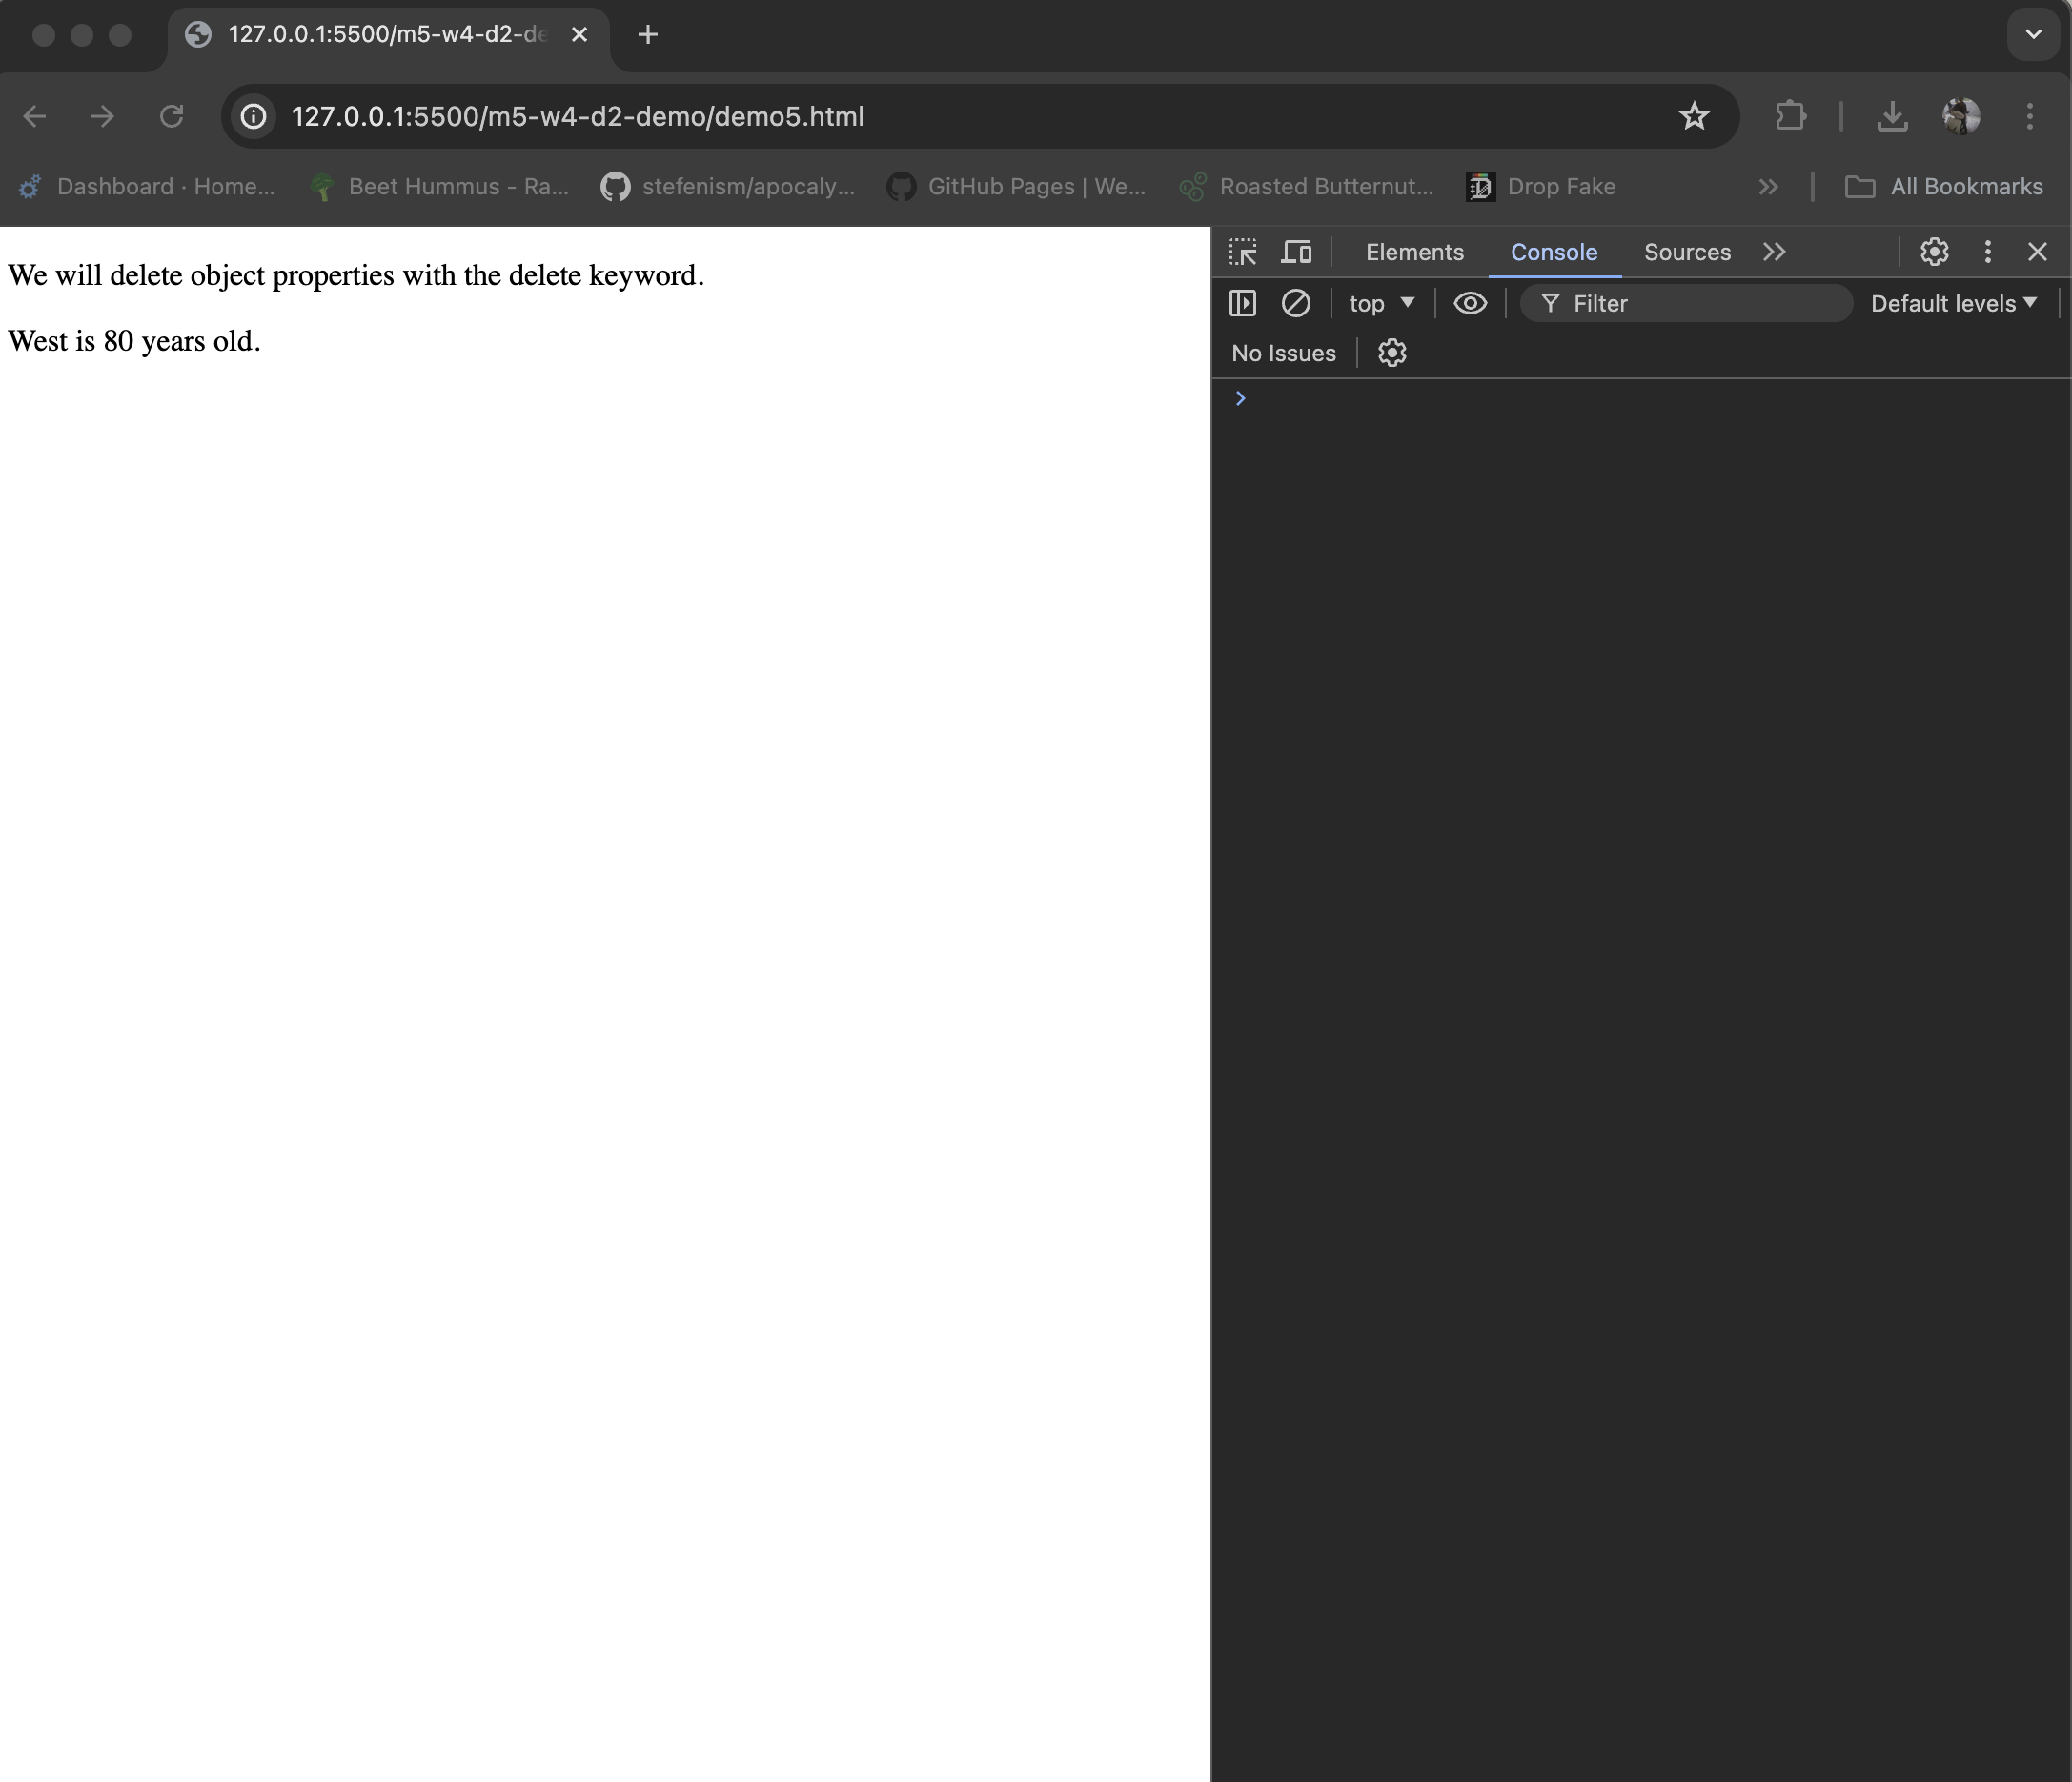 127.0.0.1:5500/m5-w4-d2-de
127.0.0.1:5500/m5-w4-d2-demo/demo5.html
Dashboard · Home... Beet Hummus - Ra... stefenism/apocaly... GitHub Pages | We... Roasted Butternut... Drop Fake All Bookmarks
We will delete object properties with the delete keyword.
West is 80 years old.
Elements Console Sources
top Filter Default levels
No Issues